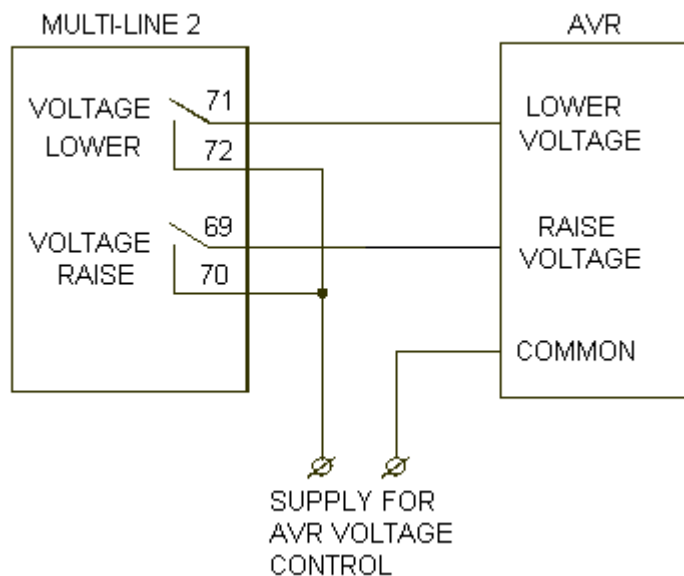 MULTI-LINE 2
AVR
VOLTAGE
LOWER
71
72
LOWER
VOLTAGE
VOLTAGE
RAISE
69
70
RAISE
VOLTAGE
COMMON
SUPPLY FOR
AVR VOLTAGE
CONTROL